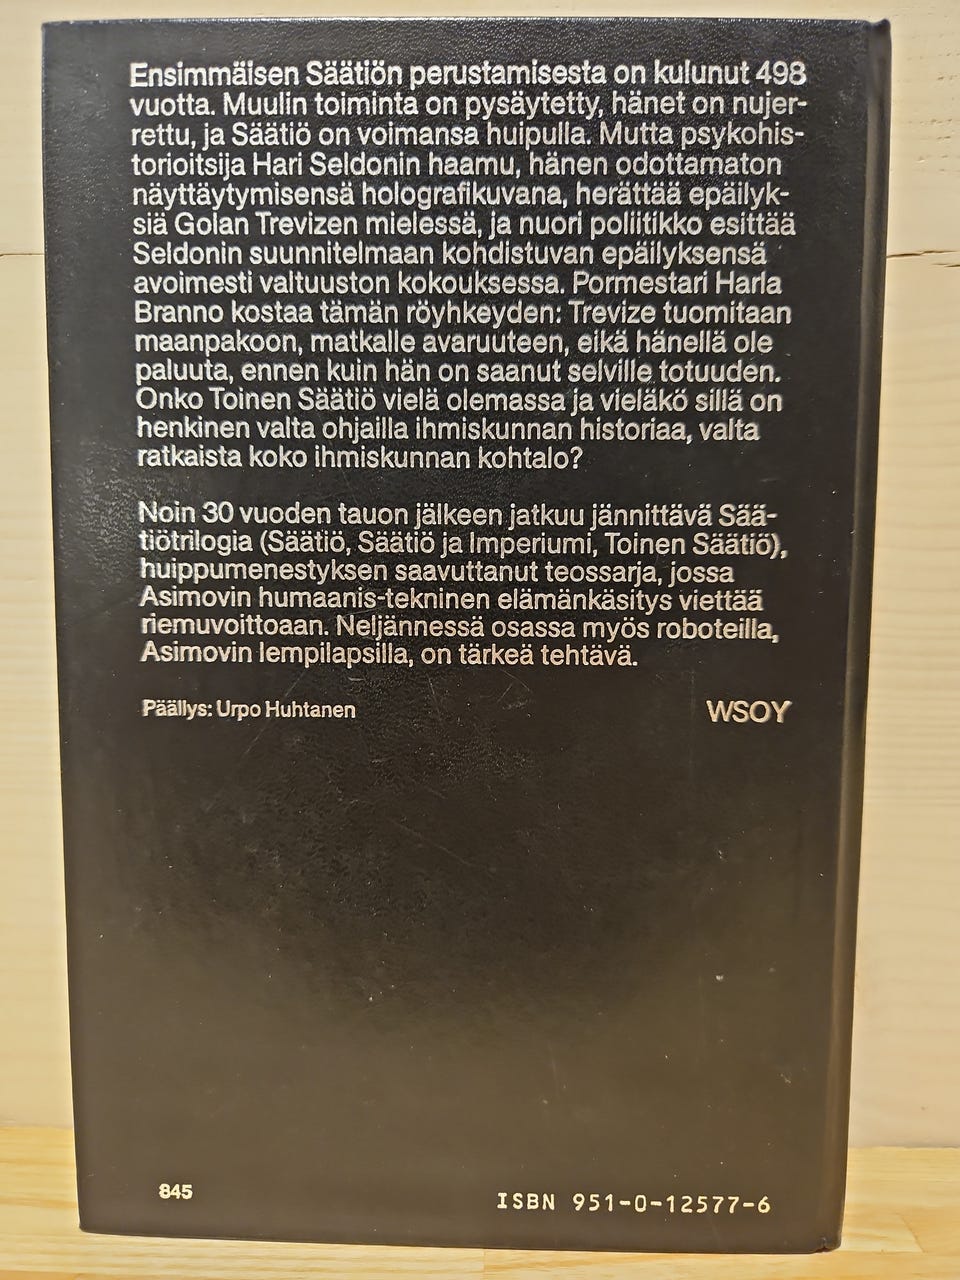 Ensimmäisen Säätiön perustamisesta on kulunut 498
vuotta. Muulin toiminta on pysäytetty, hänet on nujer-
rettu, ja Säätiö on voimansa huipulla. Mutta psykohis-
torioitsija Hari Seldonin haamu, hänen odottamaton
näyttäytymisensä holografikuvana, herättää epäilyk-
siä Golan Trevizen mielessä, ja nuori poliitikko esittää
Seldonin suunnitelmaan kohdistuvan epäilyksensä
avoimesti valtuuston kokouksessa. Pormestari Harla
Branno kostaa tämän röyhkeyden: Trevize tuomitaan
maanpakoon, matkalle avaruuteen, eikä hänellä ole
paluuta, ennen kuin hän on saanut selville totuuden.
Onko Toinen Säätiö vielä olemassa ja vieläkö sillä on
henkinen valta ohjailla ihmiskunnan historiaa, valta
ratkaista koko ihmiskunnan kohtalo?
Noin 30 vuoden tauon jälkeen jatkuu jännittävä Sää-
tiötrilogia (Säätiö, Säätiö ja Imperiumi, Toinen Säätiö),
huippumenestyksen saavuttanut teossarja, jossa
Asimovin humaanis-tekninen elämänkäsitys viettää
riemuvoittoaan. Neljännessä osassa myös roboteilla,
Asimovin lempilapsilla, on tärkeä tehtävä.
Päällys: Urpo Huhtanen WSOY
845 ISBN 951-0-12577-6